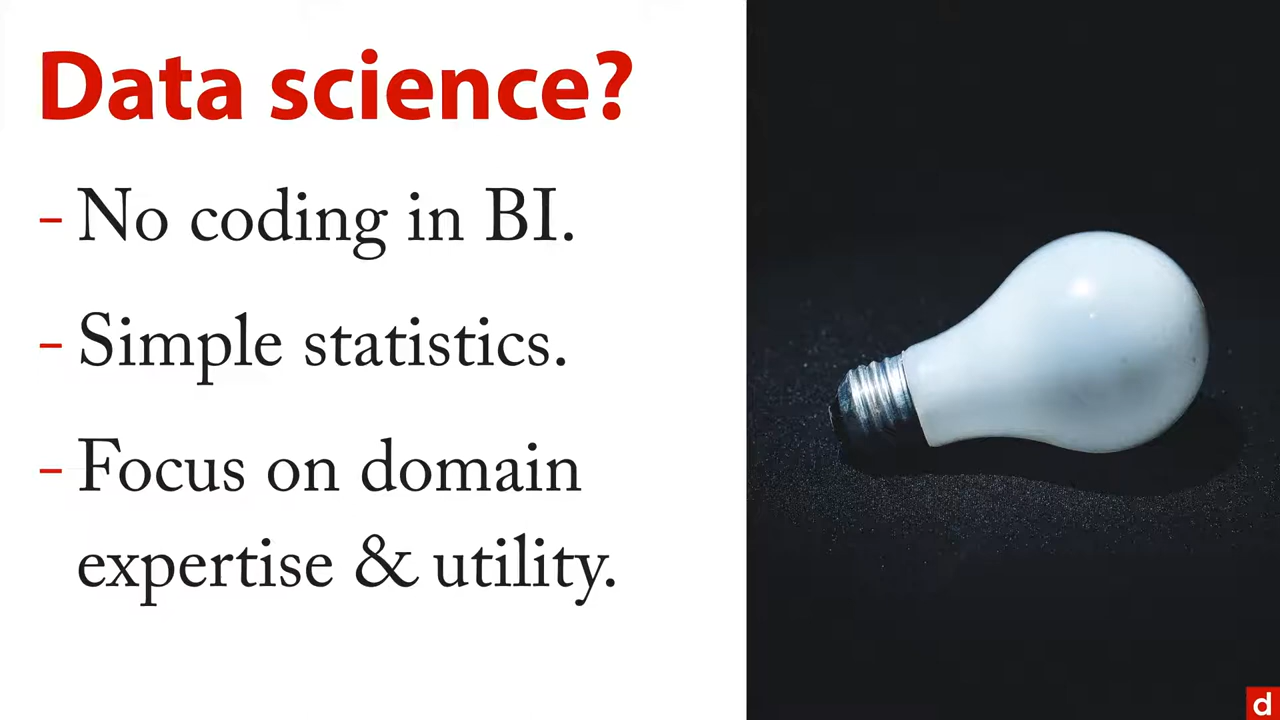 Data science?
- No coding in BI.
- Simple statistics.
- Focus on domain
expertise & utility.
d